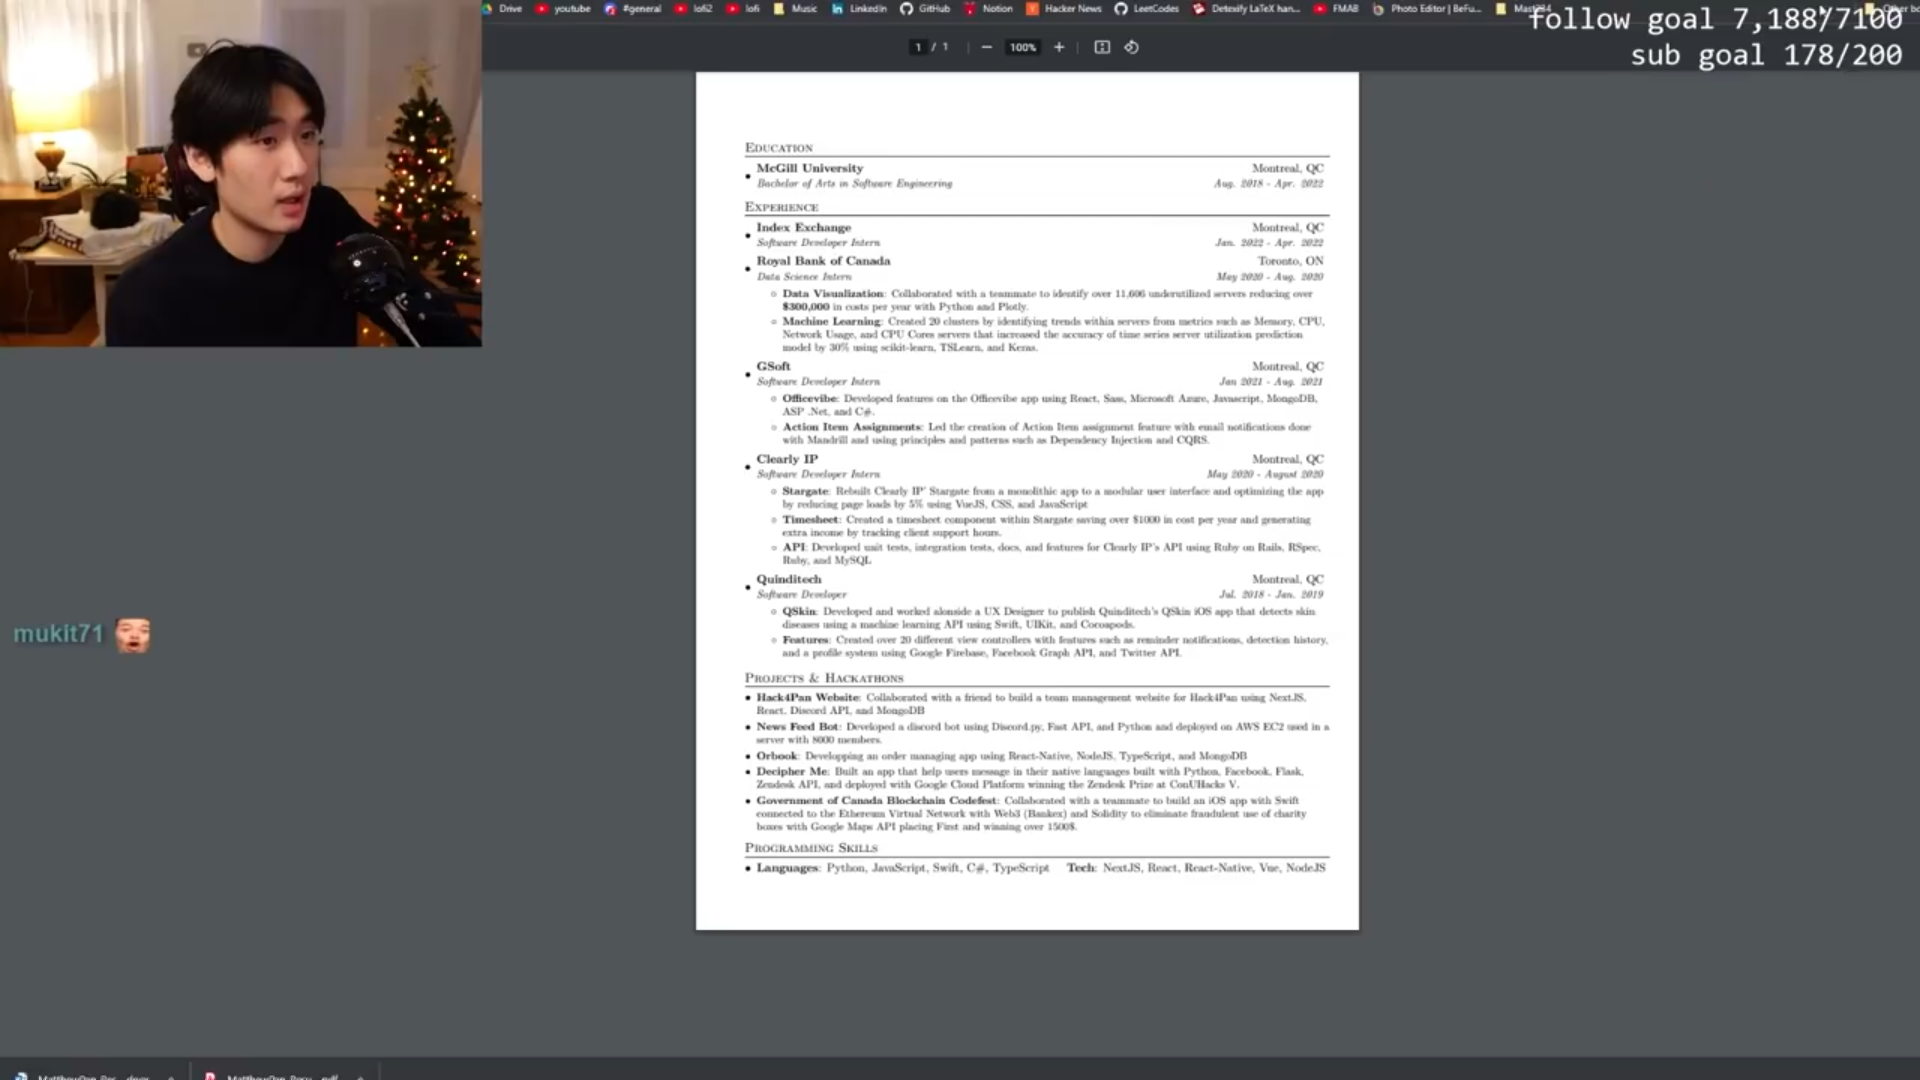 Drive youtube #general lofi2 lofi Music LinkedIn GitHub Notion Hacker News LeetCodes Detexify LaTeX han... FMAB Photo Editor | BeFu...
follow goal 7,188/7100
sub goal 178/200
1 / 1 100%
EDUCATION
McGill University Montreal, QC
Bachelor of Arts in Software Engineering Aug. 2018 - Apr. 2022
EXPERIENCE
Index Exchange Montreal, QC
Software Developer Intern Jan. 2022 - Apr. 2022
Royal Bank of Canada Toronto, ON
Data Science Intern May 2020 - Aug. 2020
Data Visualization: Collaborated with a teammate to identify over 11,606 underutilized servers reducing over
$300,000 in costs per year with Python and Plotly.
Machine Learning: Created 20 clusters by identifying trends within servers from metrics such as Memory, CPU,
Network Usage, and CPU Cores servers that increased the accuracy of time series server utilization prediction
model by 30% using scikit-learn, TSLearn, and Keras.
GSoft Montreal, QC
Software Developer Intern Jan 2021 - Aug. 2021
Officevibe: Developed features on the Officevibe app using React, Sass, Microsoft Azure, Javascript, MongoDB,
ASP .Net, and C#.
Action Item Assignments: Led the creation of Action Item assignment feature with email notifications done
with Mandrill and using principles and patterns such as Dependency Injection and CQRS.
Clearly IP Montreal, QC
Software Developer Intern May 2020 - August 2020
Stargate: Rebuilt Clearly IP' Stargate from a monolithic app to a modular user interface and optimizing the app
by reducing page loads by 5% using VueJS, CSS, and JavaScript
Timesheet: Created a timesheet component within Stargate saving over $1000 in cost per year and generating
extra income by tracking client support hours.
API: Developed unit tests, integration tests, docs, and features for Clearly IP's API using Ruby on Rails, RSpec,
Ruby, and MySQL
Quinditech Montreal, QC
Software Developer Jul. 2018 - Jan. 2019
QSkin: Developed and worked alonside a UX Designer to publish Quinditech's QSkin iOS app that detects skin
diseases using a machine learning API using Swift, UIKit, and Cocoapods.
Features: Created over 20 different view controllers with features such as reminder notifications, detection history,
and a profile system using Google Firebase, Facebook Graph API, and Twitter API.
mukit71
PROJECTS & HACKATHONS
Hack4Pan Website: Collaborated with a friend to build a team management website for Hack4Pan using NextJS,
React, Discord API, and MongoDB
News Feed Bot: Developed a discord bot using Discord.py, Fast API, and Python and deployed on AWS EC2 used in a
server with 8000 members.
Orbook: Developping an order managing app using React-Native, NodeJS, TypeScript, and MongoDB
Decipher Me: Built an app that help users message in their native languages built with Python, Facebook, Flask,
Zendesk API, and deployed with Google Cloud Platform winning the Zendesk Prize at ConUHacks V.
Government of Canada Blockchain Codefest: Collaborated with a teammate to build an iOS app with Swift
connected to the Ethereum Virtual Network with Web3 (Bankex) and Solidity to eliminate fraudulent use of charity
boxes with Google Maps API placing First and winning over 1500$.
PROGRAMMING SKILLS
Languages: Python, JavaScript, Swift, C#, TypeScript Tech: NextJS, React, React-Native, Vue, NodeJS